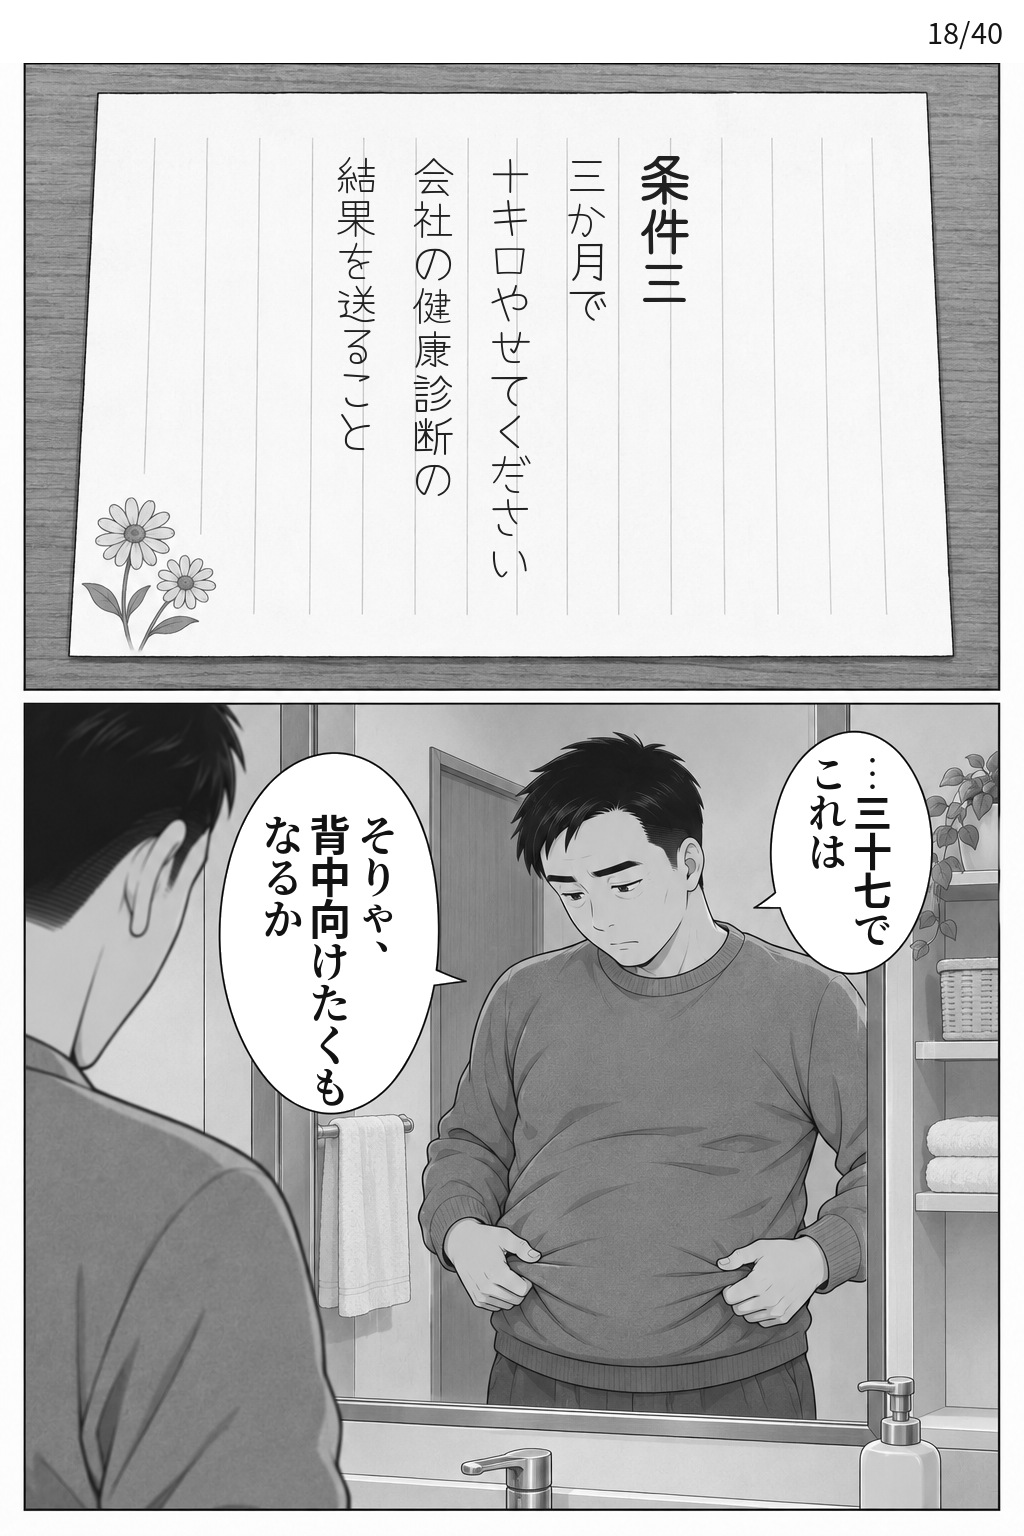 18/40
条件三
三か月で
十キロやせてください
会社の健康診断の
結果を送ること
…三十七で
これは
そりゃ、
背中向けたくも
なるか